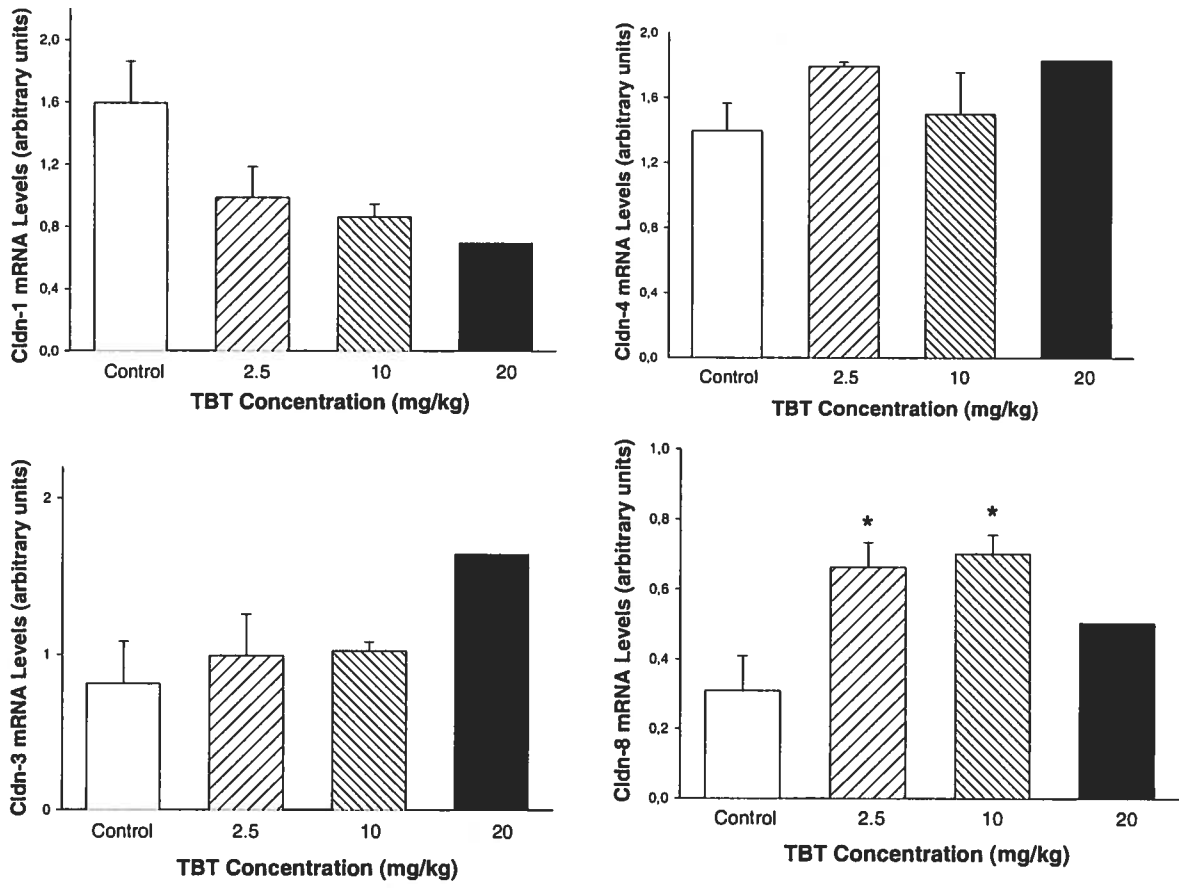 Cldn-1 mRNA Levels (arbitrary units)
2,0
1,6
1,2
0,8
0,4
0,0
Control 2.5 10 20
TBT Concentration (mg/kg)
Cldn-4 mRNA Levels (arbitrary units)
2,0
1,6
1,2
0,8
0,4
0,0
Control 2.5 10 20
TBT Concentration (mg/kg)
Cldn-3 mRNA Levels (arbitrary units)
2
1
0
Control 2.5 10 20
TBT Concentration (mg/kg)
Cldn-8 mRNA Levels (arbitrary units)
1,0
0,8
0,6
0,4
0,2
0,0
* *
Control 2.5 10 20
TBT Concentration (mg/kg)